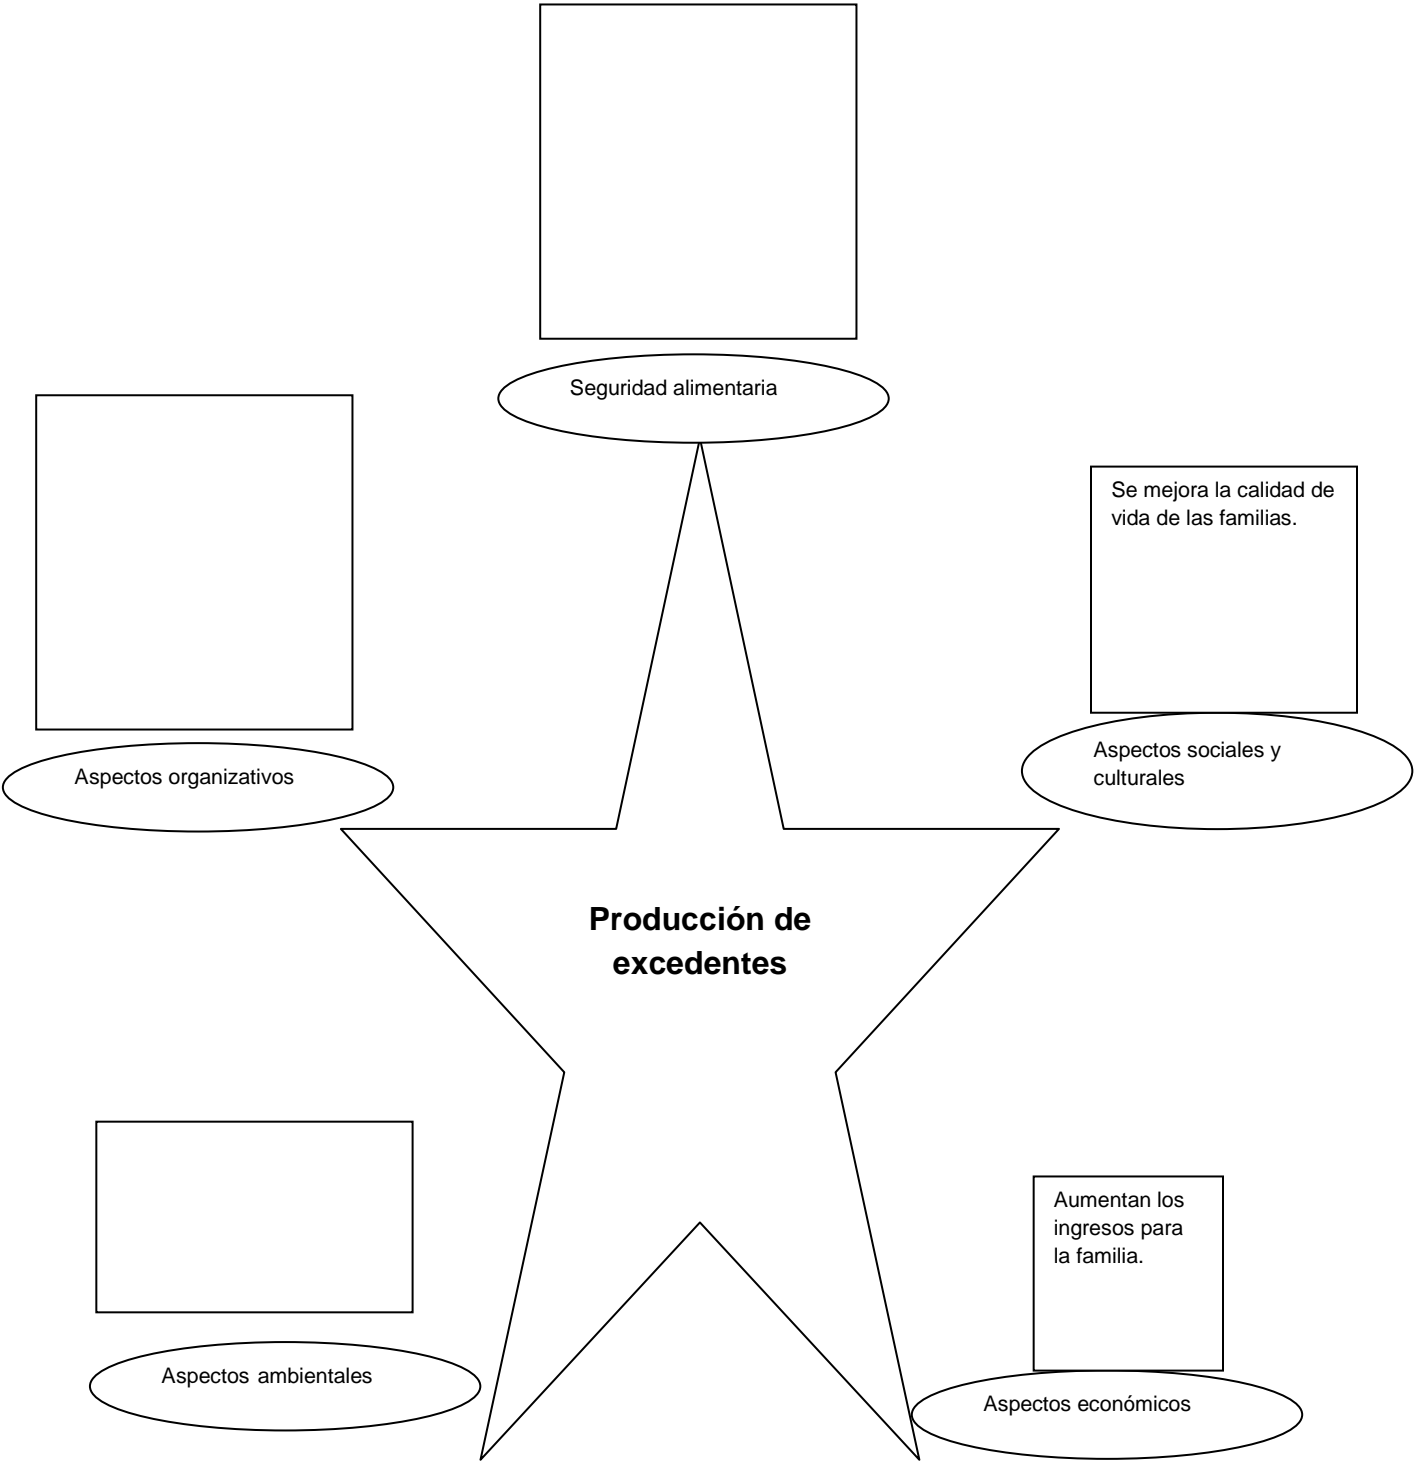 Seguridad alimentaria
Se mejora la calidad de
vida de las familias.
Aspectos organizativos
Aspectos sociales y
culturales
Producción de
excedentes
Aumentan los
ingresos para
la familia.
Aspectos ambientales
Aspectos económicos